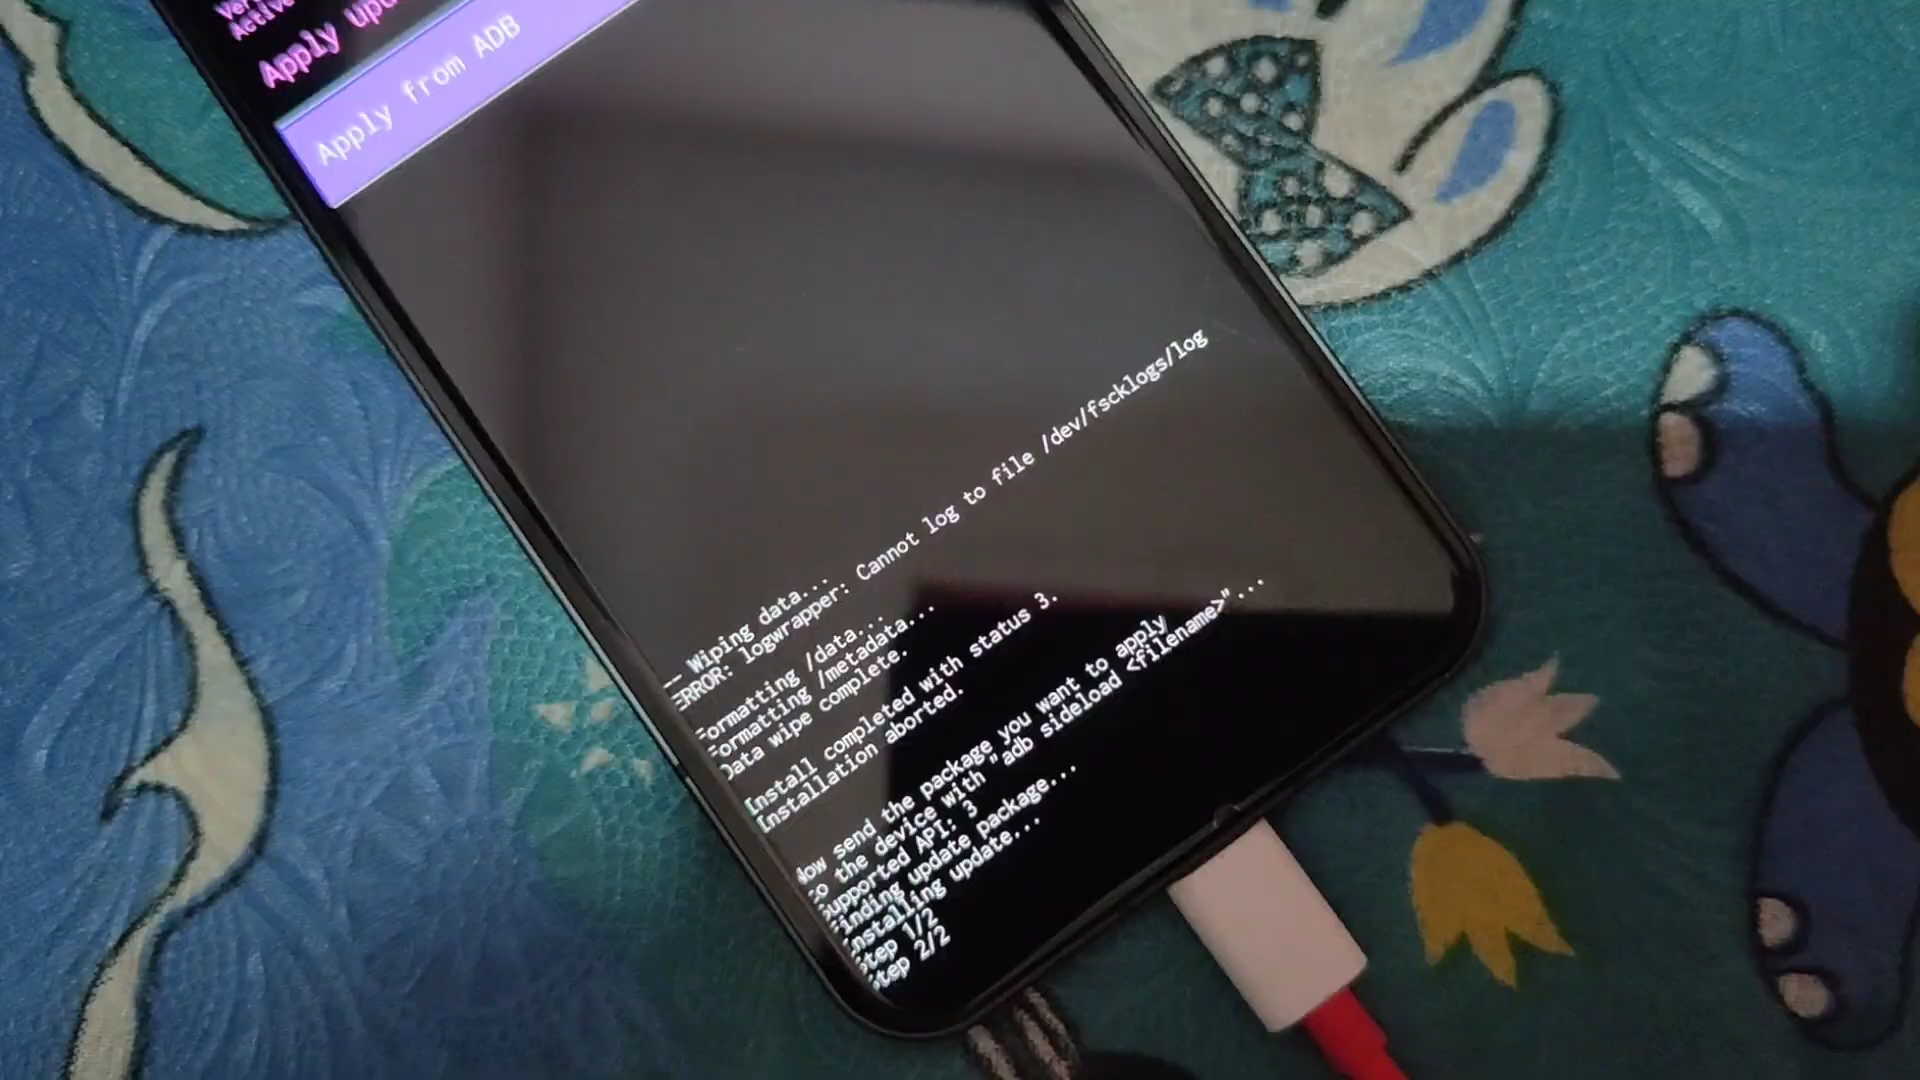 Active
Apply upd
Apply from ADB
-- Wiping data...
ERROR: logwrapper: Cannot log to file /dev/fscklogs/log
Formatting /data...
Formatting /metadata...
Data wipe complete.
Install completed with status 3.
Installation aborted.
Now send the package you want to apply
to the device with "adb sideload <filename>"...
Supported API: 3
Finding update package...
Installing update...
Step 1/2
Step 2/2